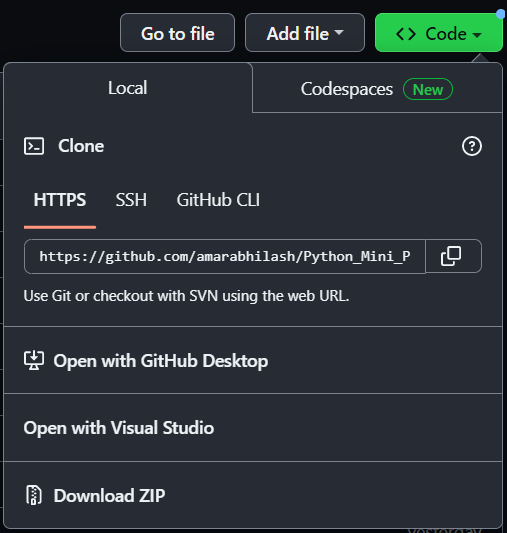 Go to file Add file Code
Local Codespaces New
Clone
HTTPS SSH GitHub CLI
https://github.com/amarabhilash/Python_Mini_P
Use Git or checkout with SVN using the web URL.
Open with GitHub Desktop
Open with Visual Studio
Download ZIP
yesterday